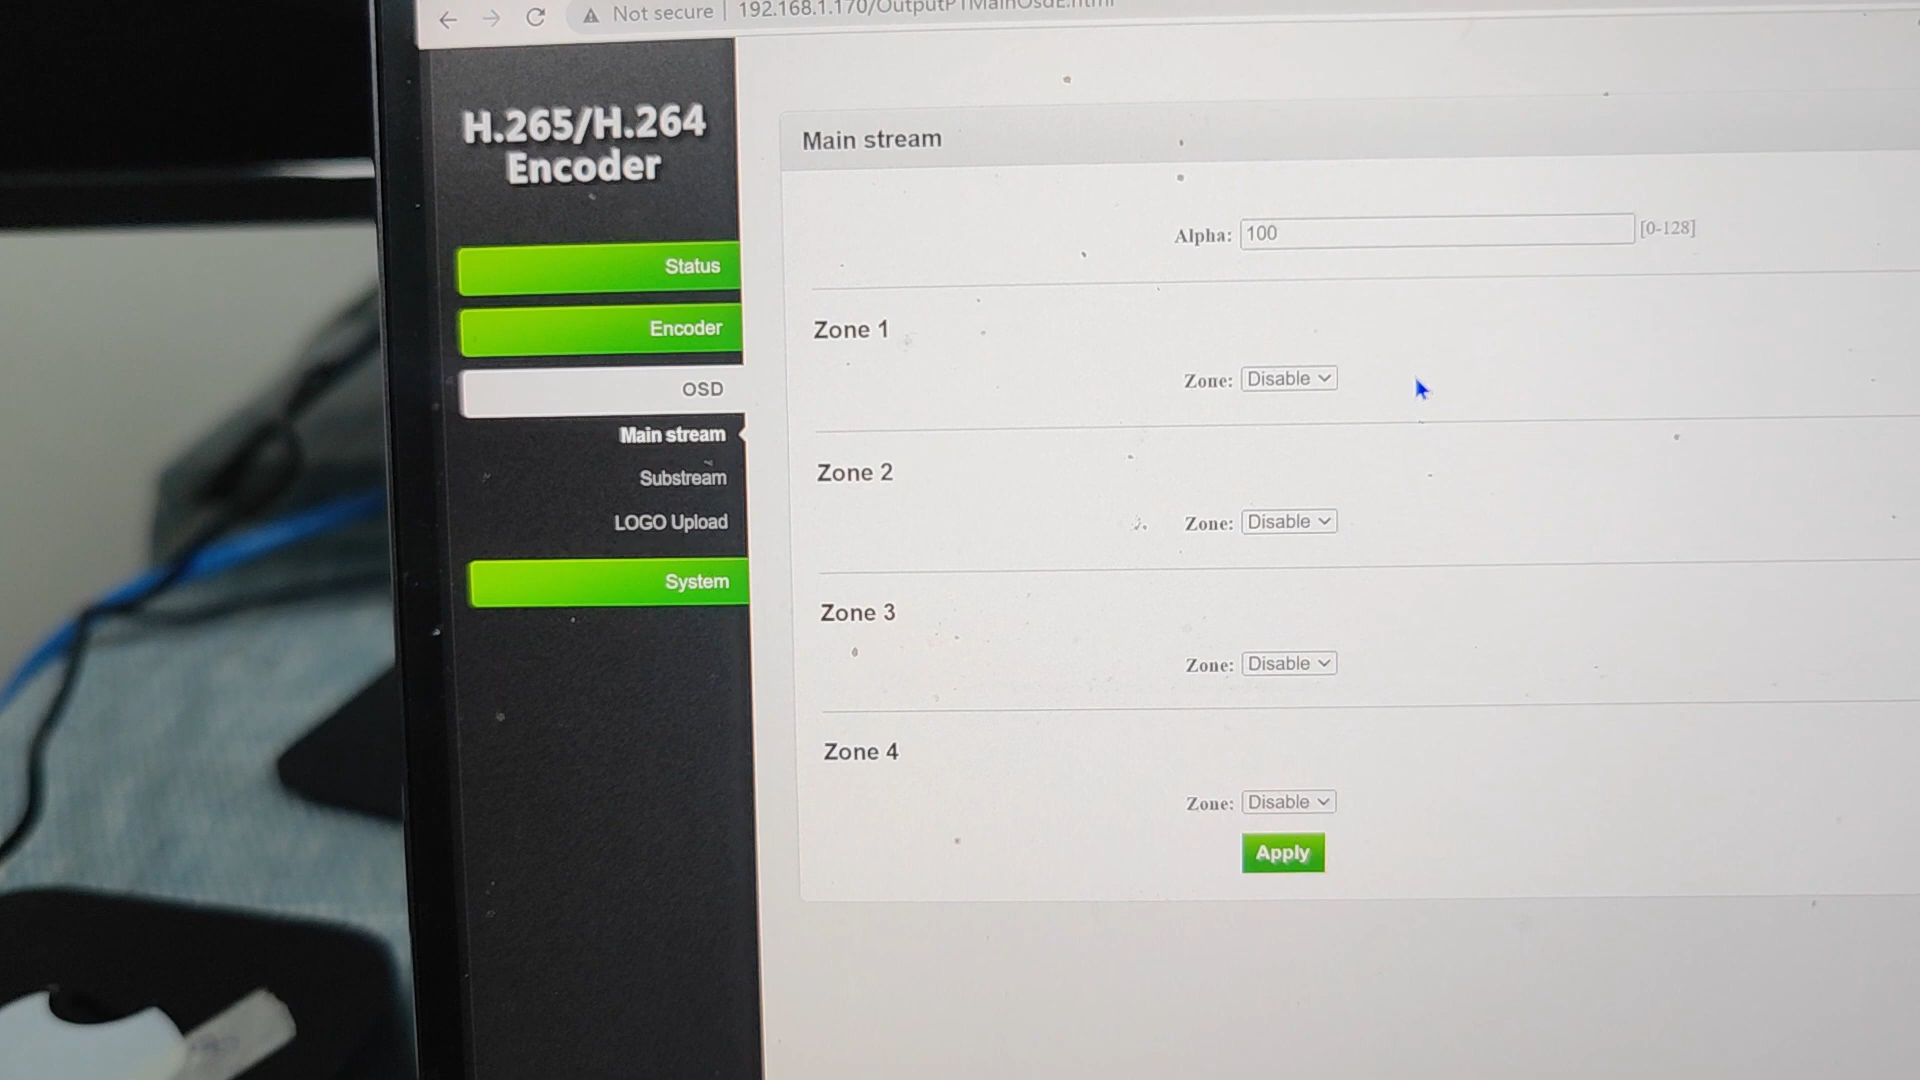 Not secure | 192.168.1.170/OutputP1MainOsdE.html
H.265/H.264
Encoder
Status
Encoder
OSD
Main stream
Substream
LOGO Upload
System
Main stream
Alpha: 100 [0-128]
Zone 1
Zone: Disable
Zone 2
Zone: Disable
Zone 3
Zone: Disable
Zone 4
Zone: Disable
Apply